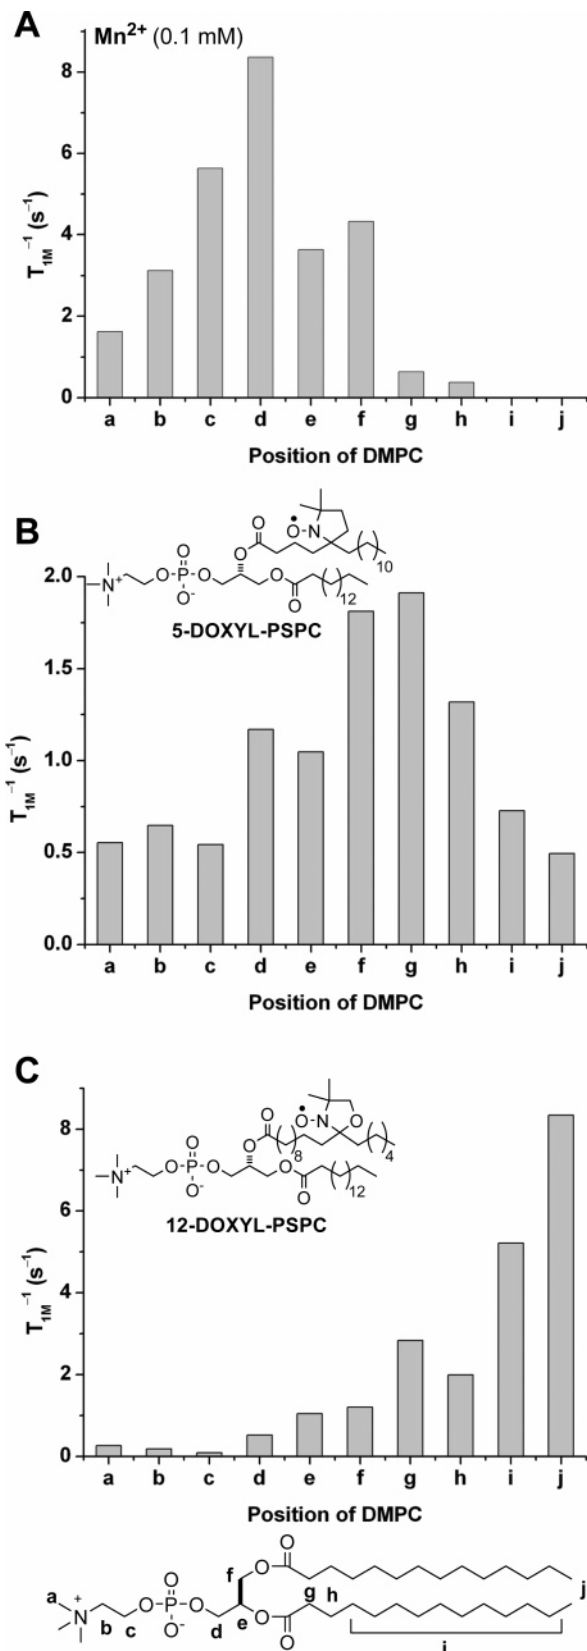 A
Mn2+ (0.1 mM)
8
6
4
2
0
T1M−1 (s−1)
a b c d e f g h i j
Position of DMPC
B
O
O N
10
O
N+ O P O O
O-
O
12
5-DOXYL-PSPC
2.0
1.5
1.0
0.5
0.0
T1M−1 (s−1)
a b c d e f g h i j
Position of DMPC
C
O
O N O
8
4
O
N+ O P O O
O-
O
12
12-DOXYL-PSPC
8
6
4
2
0
T1M−1 (s−1)
a b c d e f g h i j
Position of DMPC
O
f O
j
a
N+ O P O O
O-
b c d e
O
g h
i
j